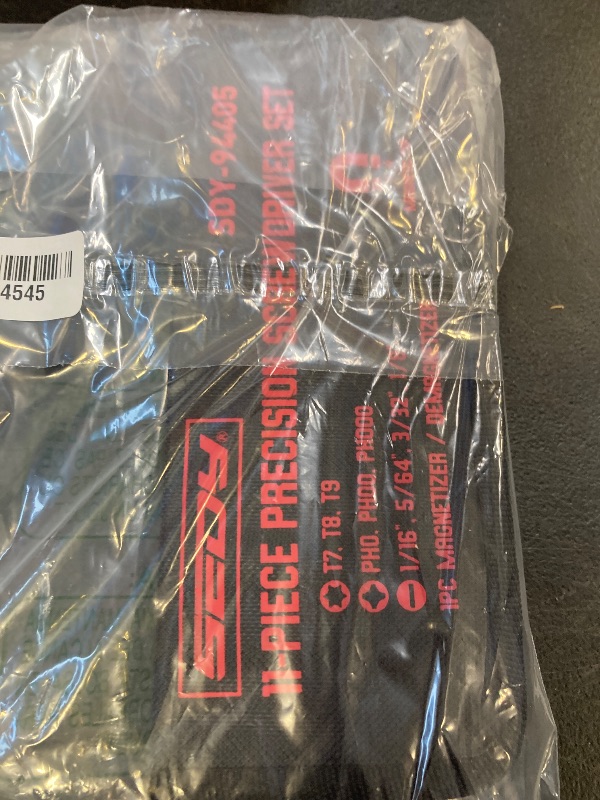 SDY-94405
SEDY®
11-PIECE PRECISION SCREWDRIVER SET
T7, T8, T9
PH0, PH00, PH000
1/16", 5/64", 3/32",
1PC MAGNETIZER / DEMAGNETIZER
4545